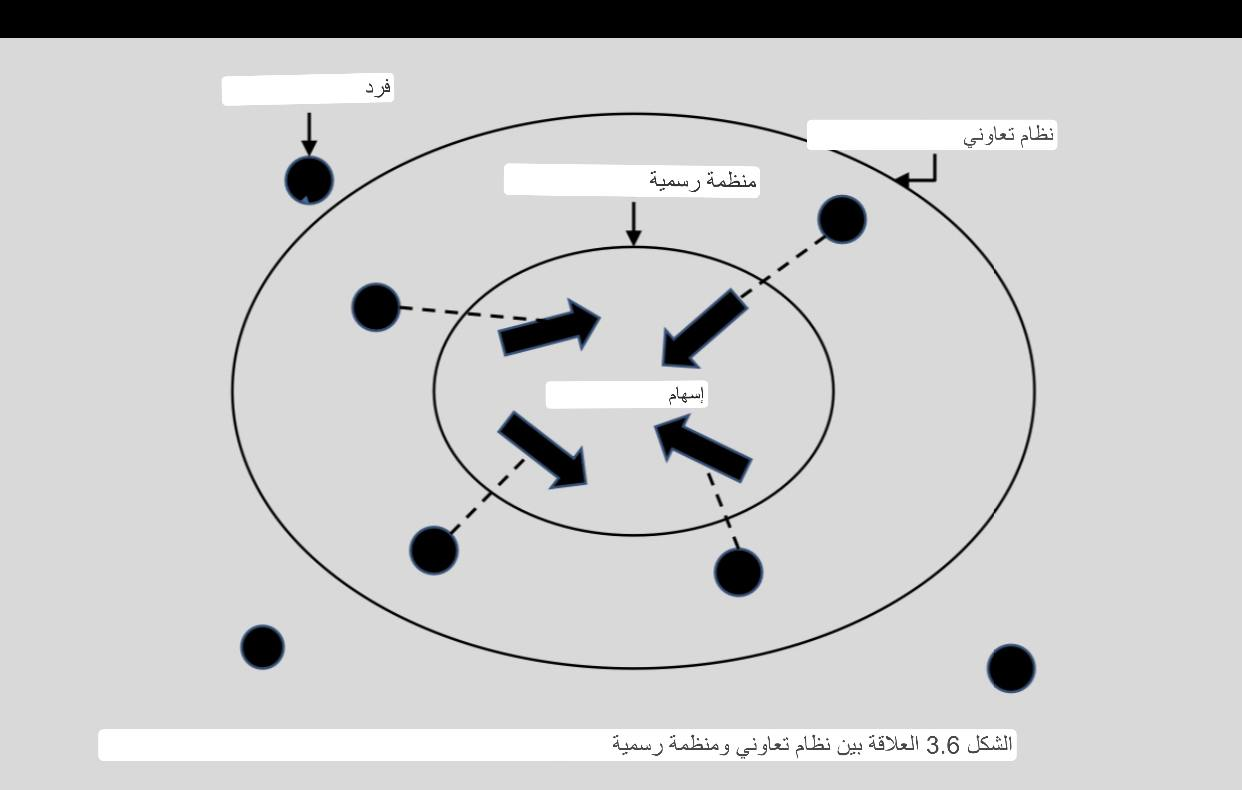 فرد
نظام تعاوني
منظمة رسمية
إسهام
الشكل 3.6 العلاقة بين نظام تعاوني ومنظمة رسمية